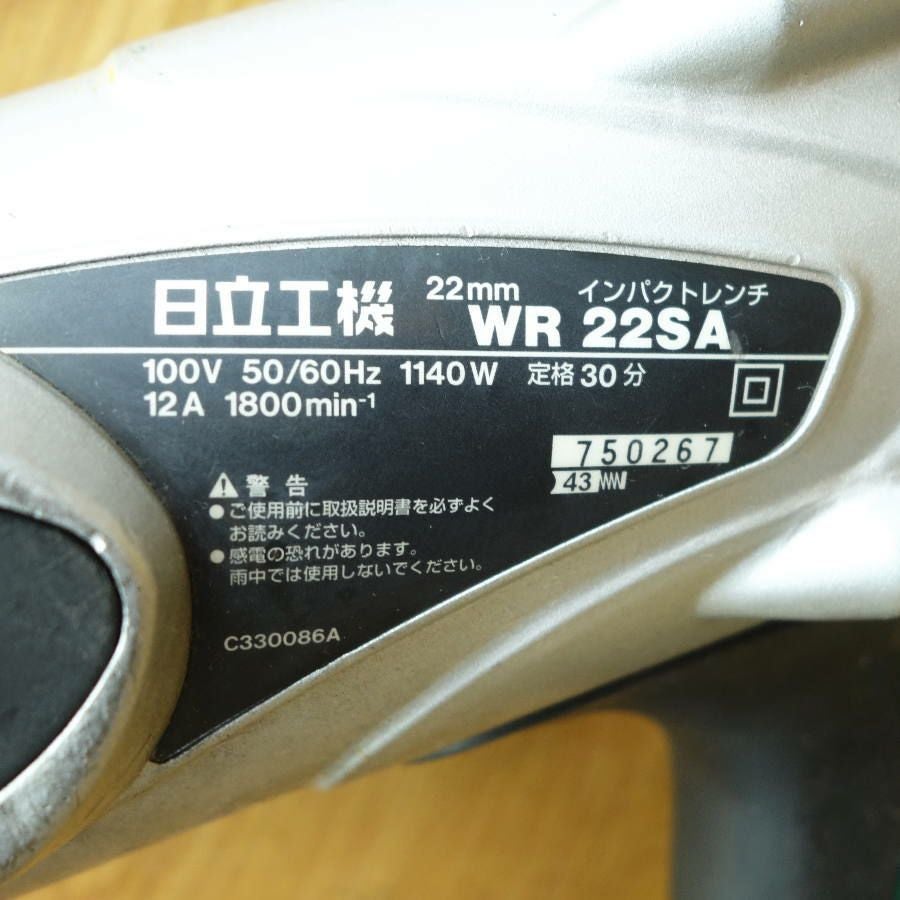 日立工機 22mm インパクトレンチ
WR 22SA
100V 50/60Hz 1140W 定格30分
12A 1800min-1
750267
43
警告
●ご使用前に取扱説明書を必ずよく
お読みください。
●感電の恐れがあります。
雨中では使用しないでください。
C330086A